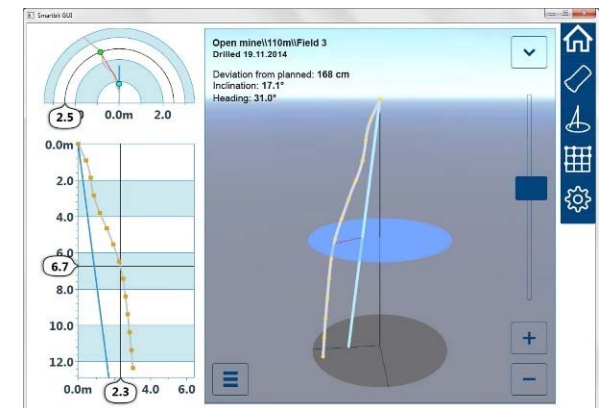 Smartbit GUI
Open mine\\110m\\Field 3
Drilled 19.11.2014
Deviation from planned: 168 cm
Inclination: 17.1°
Heading: 31.0°
2.5
0.0m
2.0
0.0m
2.0
4.0
6.0
6.7
8.0
10.0
12.0
0.0m
2.3
4.0
6.0